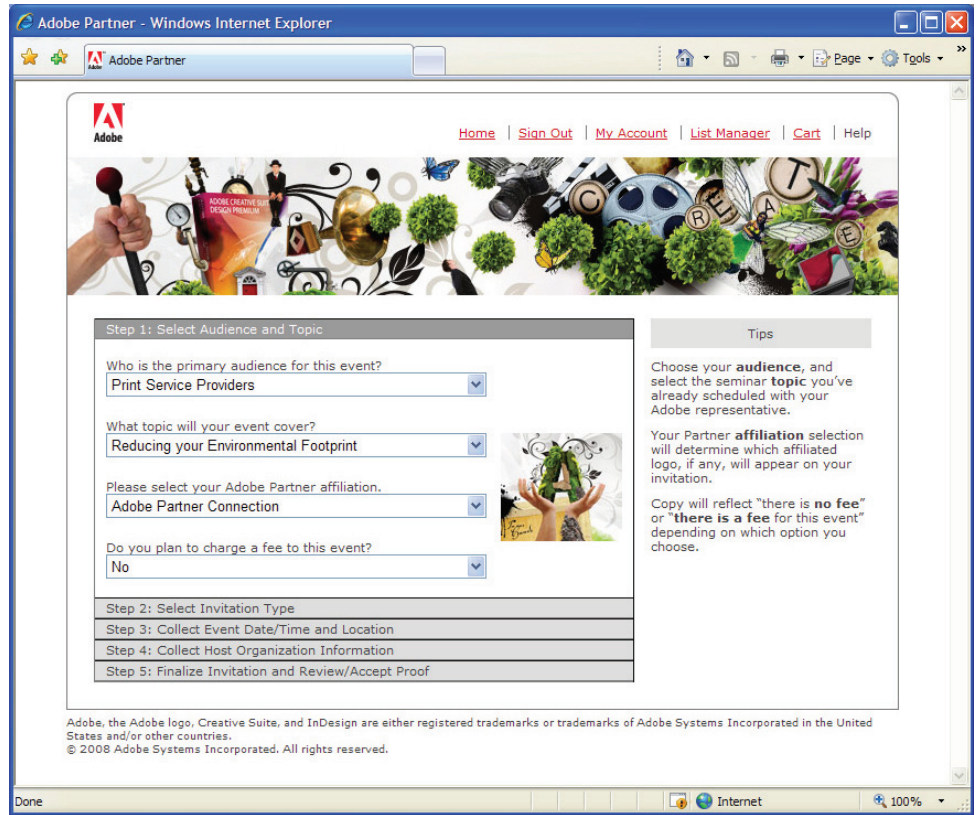 Adobe Partner - Windows Internet Explorer
Adobe Partner
Page
Tools
Adobe
Home | Sign Out | My Account | List Manager | Cart | Help
ADOBE CREATIVE SUITE
DESIGN PREMIUM
C R E A T E
Step 1: Select Audience and Topic
Who is the primary audience for this event?
Print Service Providers
What topic will your event cover?
Reducing your Environmental Footprint
Please select your Adobe Partner affiliation.
Adobe Partner Connection
Do you plan to charge a fee to this event?
No
Step 2: Select Invitation Type
Step 3: Collect Event Date/Time and Location
Step 4: Collect Host Organization Information
Step 5: Finalize Invitation and Review/Accept Proof
Tips
Choose your audience, and
select the seminar topic you've
already scheduled with your
Adobe representative.
Your Partner affiliation selection
will determine which affiliated
logo, if any, will appear on your
invitation.
Copy will reflect "there is no fee"
or "there is a fee for this event"
depending on which option you
choose.
Adobe, the Adobe logo, Creative Suite, and InDesign are either registered trademarks or trademarks of Adobe Systems Incorporated in the United
States and/or other countries.
© 2008 Adobe Systems Incorporated. All rights reserved.
Done
Internet
100%